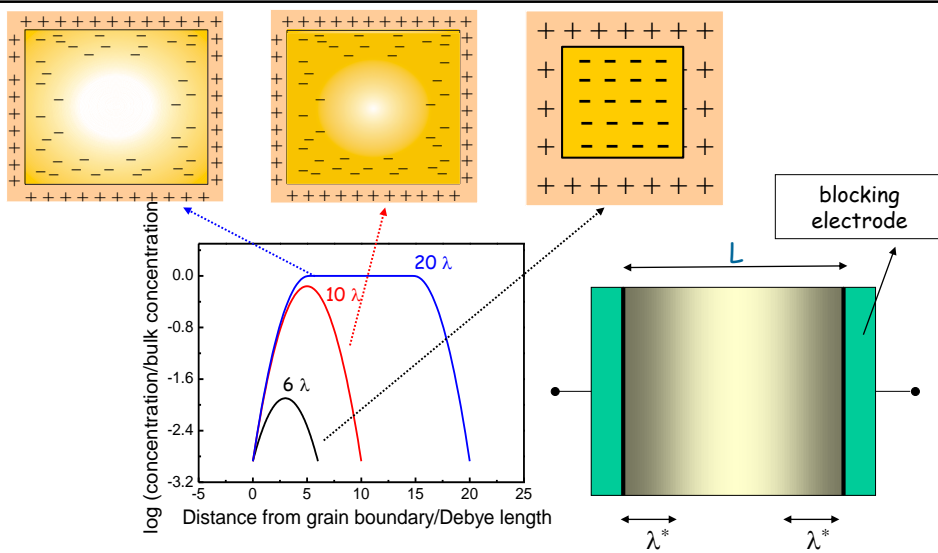 blocking
electrode
L
log (concentration/bulk concentration)
0.0
-0.8
-1.6
-2.4
-3.2
20 λ
10 λ
6 λ
-5
0
5
10
15
20
25
Distance from grain boundary/Debye length
λ*
λ*